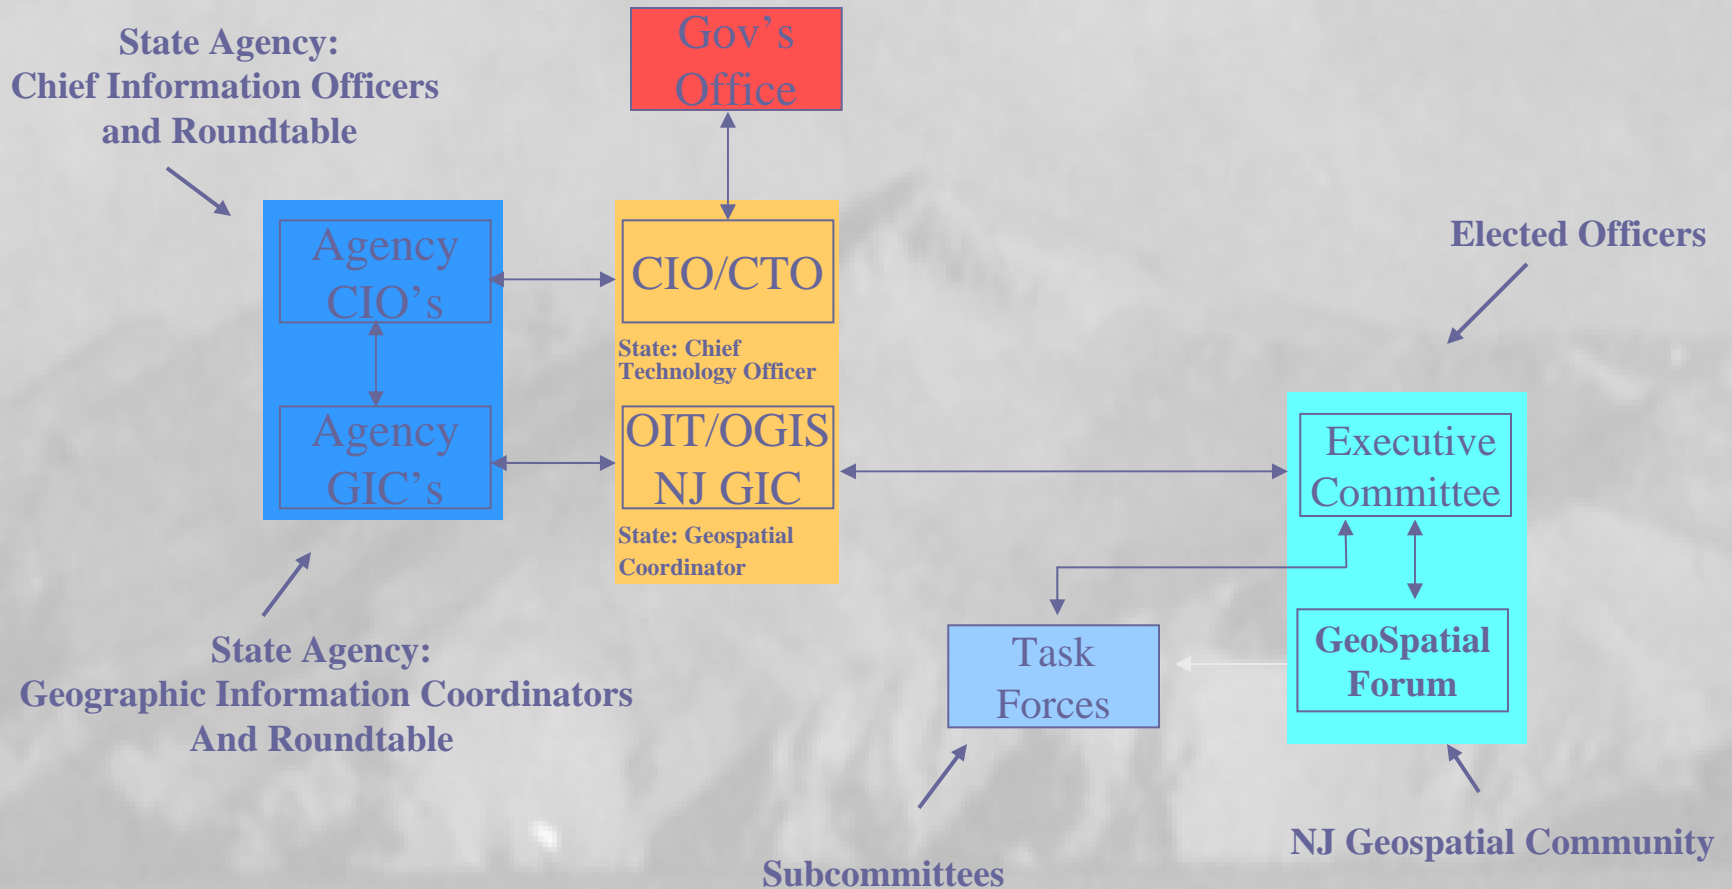 State Agency:
Chief Information Officers
and Roundtable
Gov’s
Office
Agency
CIO’s
CIO/CTO
State: Chief
Technology Officer
Elected Officers
Agency
GIC’s
OIT/OGIS
NJ GIC
State: Geospatial
Coordinator
Executive
Committee
State Agency:
Geographic Information Coordinators
And Roundtable
Task
Forces
GeoSpatial
Forum
Subcommittees
NJ Geospatial Community